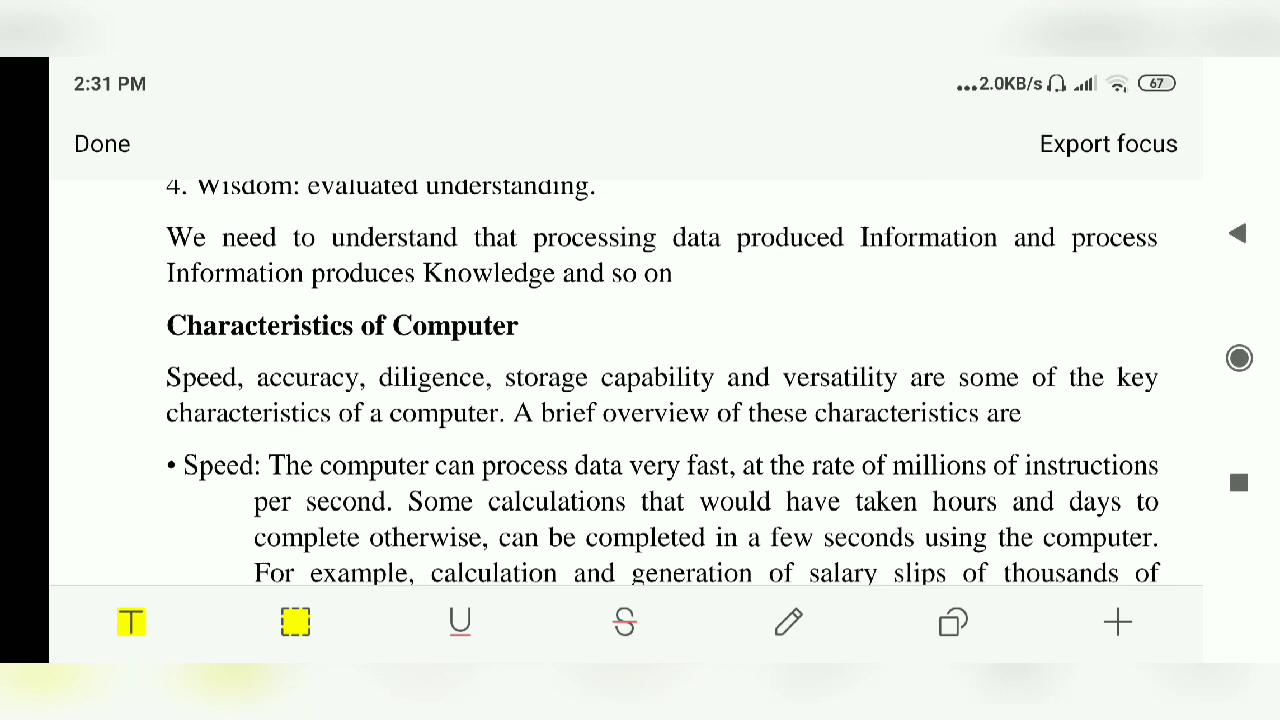 2:31 PM
...2.0KB/s
67
Done
Export focus
4. Wisdom: evaluated understanding.
We need to understand that processing data produced Information and process
Information produces Knowledge and so on
Characteristics of Computer
Speed, accuracy, diligence, storage capability and versatility are some of the key
characteristics of a computer. A brief overview of these characteristics are
• Speed: The computer can process data very fast, at the rate of millions of instructions
per second. Some calculations that would have taken hours and days to
complete otherwise, can be completed in a few seconds using the computer.
For example, calculation and generation of salary slips of thousands of
T
U
S